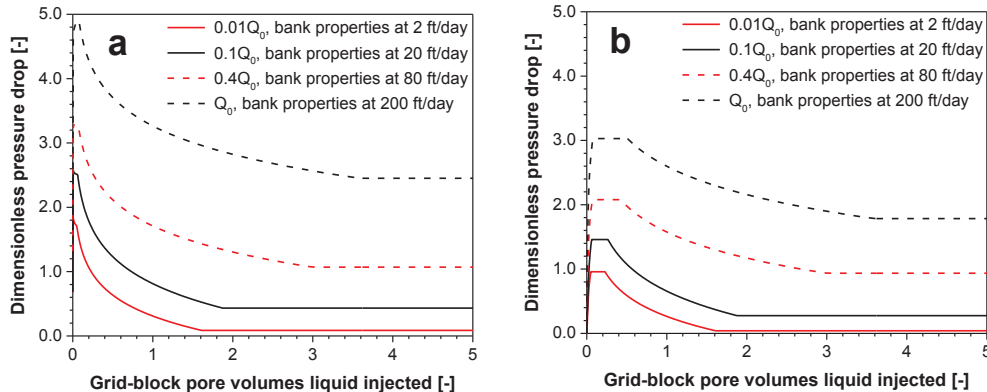 a
0.01Q₀, bank properties at 2 ft/day
0.1Q₀, bank properties at 20 ft/day
0.4Q₀, bank properties at 80 ft/day
Q₀, bank properties at 200 ft/day
Dimensionless pressure drop [-]
5.0
4.0
3.0
2.0
1.0
0.0
0 1 2 3 4 5
Grid-block pore volumes liquid injected [-]
b
0.01Q₀, bank properties at 2 ft/day
0.1Q₀, bank properties at 20 ft/day
0.4Q₀, bank properties at 80 ft/day
Q₀, bank properties at 200 ft/day
Dimensionless pressure drop [-]
5.0
4.0
3.0
2.0
1.0
0.0
0 1 2 3 4 5
Grid-block pore volumes liquid injected [-]